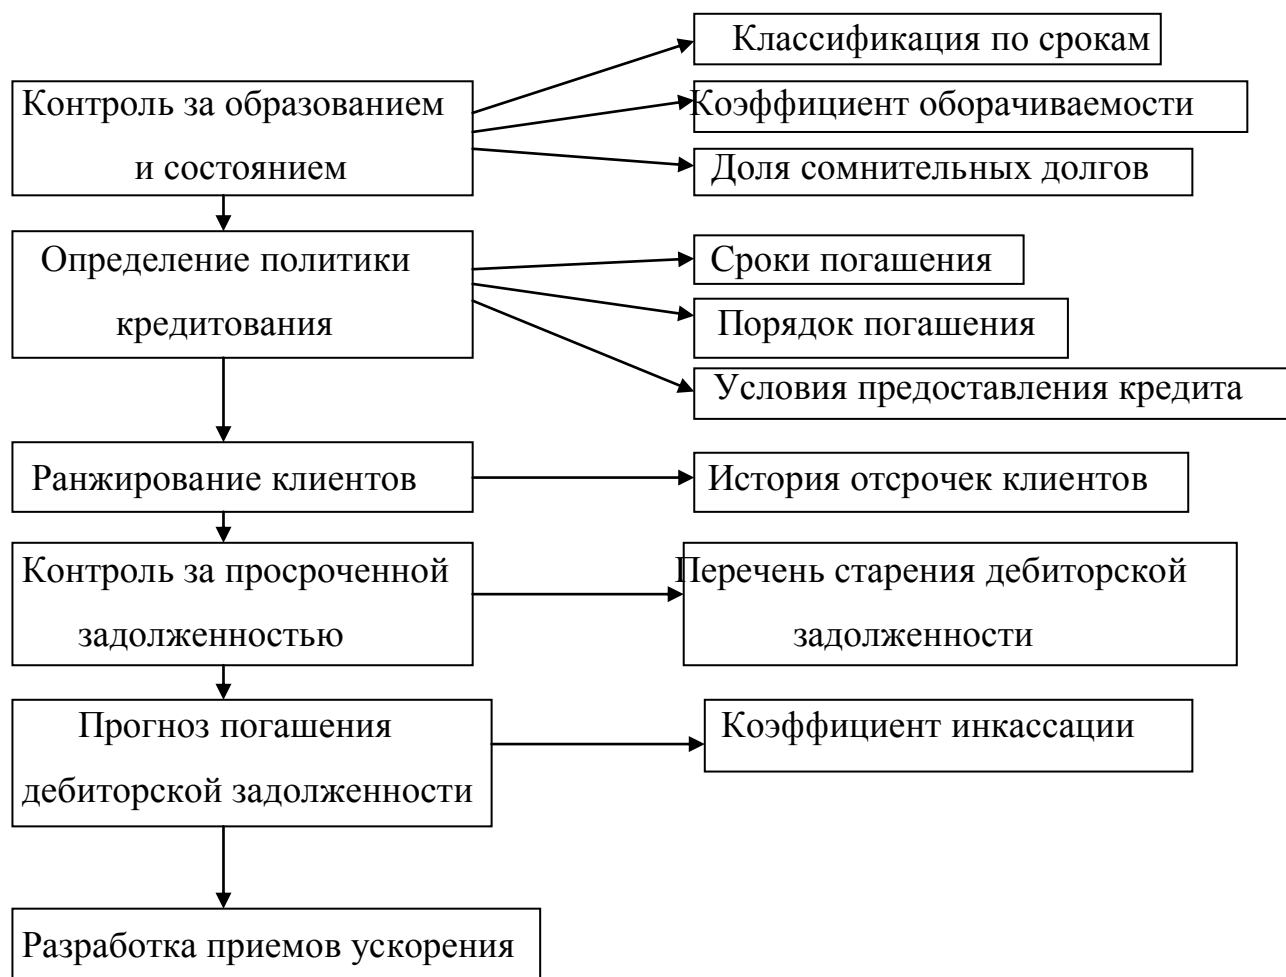 Классификация по срокам
Контроль за образованием
и состоянием
Коэффициент оборачиваемости
Доля сомнительных долгов
Определение политики
кредитования
Сроки погашения
Порядок погашения
Условия предоставления кредита
Ранжирование клиентов
История отсрочек клиентов
Контроль за просроченной
задолженностью
Перечень старения дебиторской
задолженности
Прогноз погашения
дебиторской задолженности
Коэффициент инкассации
Разработка приемов ускорения